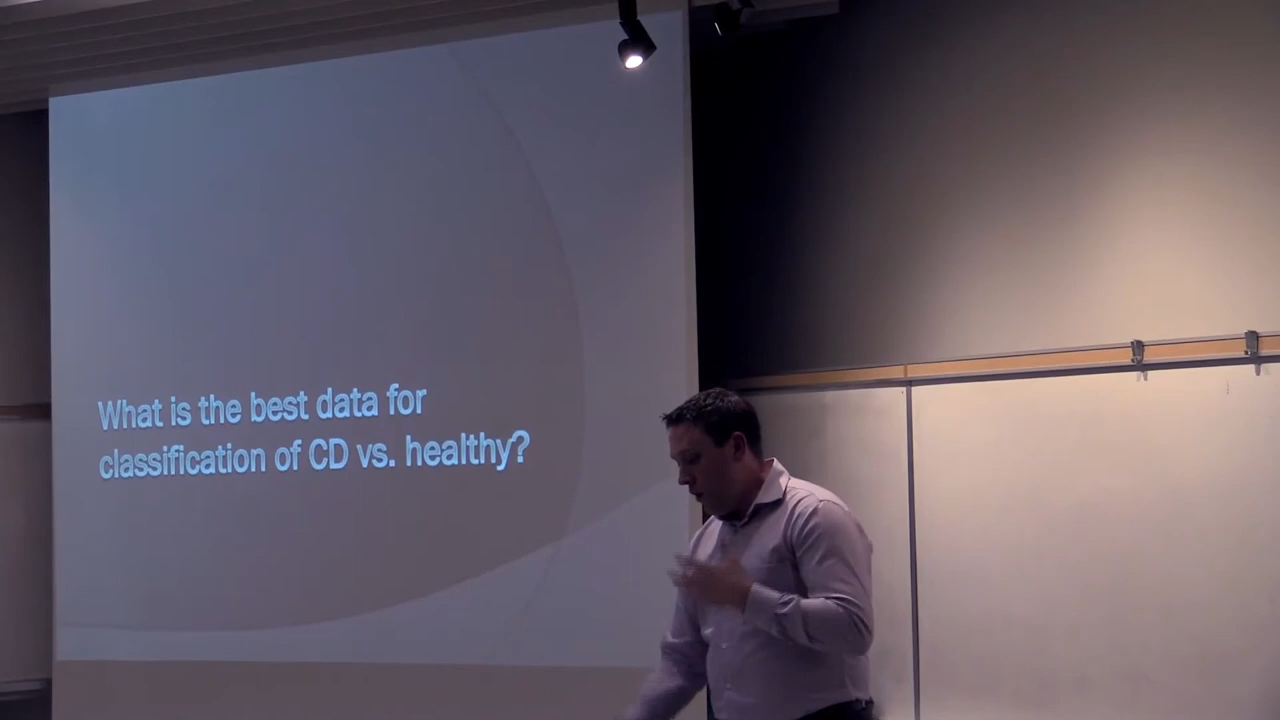 What is the best data for
classification of CD vs. healthy?